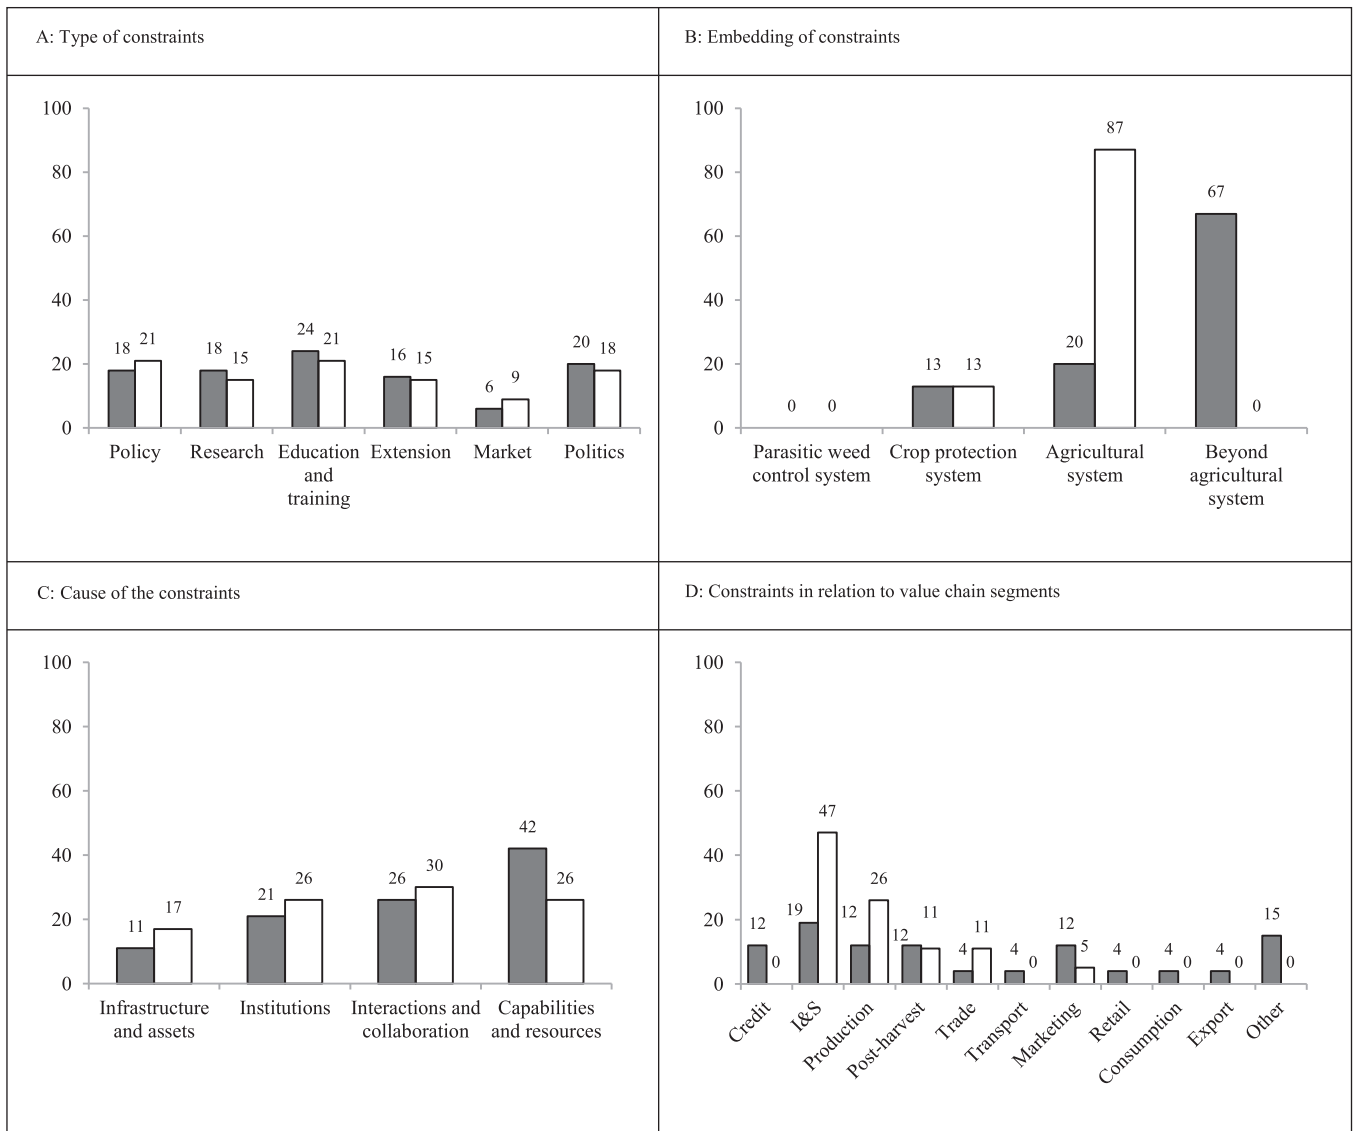 A: Type of constraints
100
80
60
40
20
0
18 21 18 15 24 21 16 15 6 9 20 18
Policy Research Education Extension Market Politics
and
training
B: Embedding of constraints
100
80
60
40
20
0
0 0 13 13 20 87 67 0
Parasitic weed Crop protection Agricultural Beyond
control system system system agricultural
system
C: Cause of the constraints
100
80
60
40
20
0
11 17 21 26 26 30 42 26
Infrastructure Institutions Interactions and Capabilities
and assets collaboration and resources
D: Constraints in relation to value chain segments
100
80
60
40
20
0
12 0 19 47 12 26 12 11 4 11 4 0 12 5 4 0 4 0 4 0 15 0
Credit I&S Production Post-harvest Trade Transport Marketing Retail Consumption Export Other